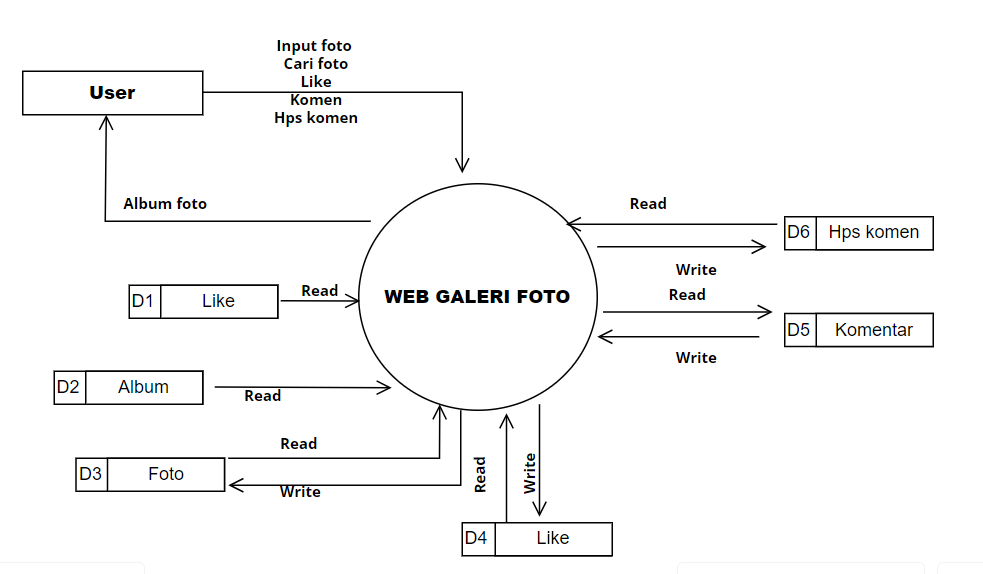 Input foto
Cari foto
Like
Komen
Hps komen
User
Album foto
Read
D6 Hps komen
Write
Read
D5 Komentar
Write
WEB GALERI FOTO
D1 Like
Read
D2 Album
Read
D3 Foto
Read
Write
Read
Write
D4 Like